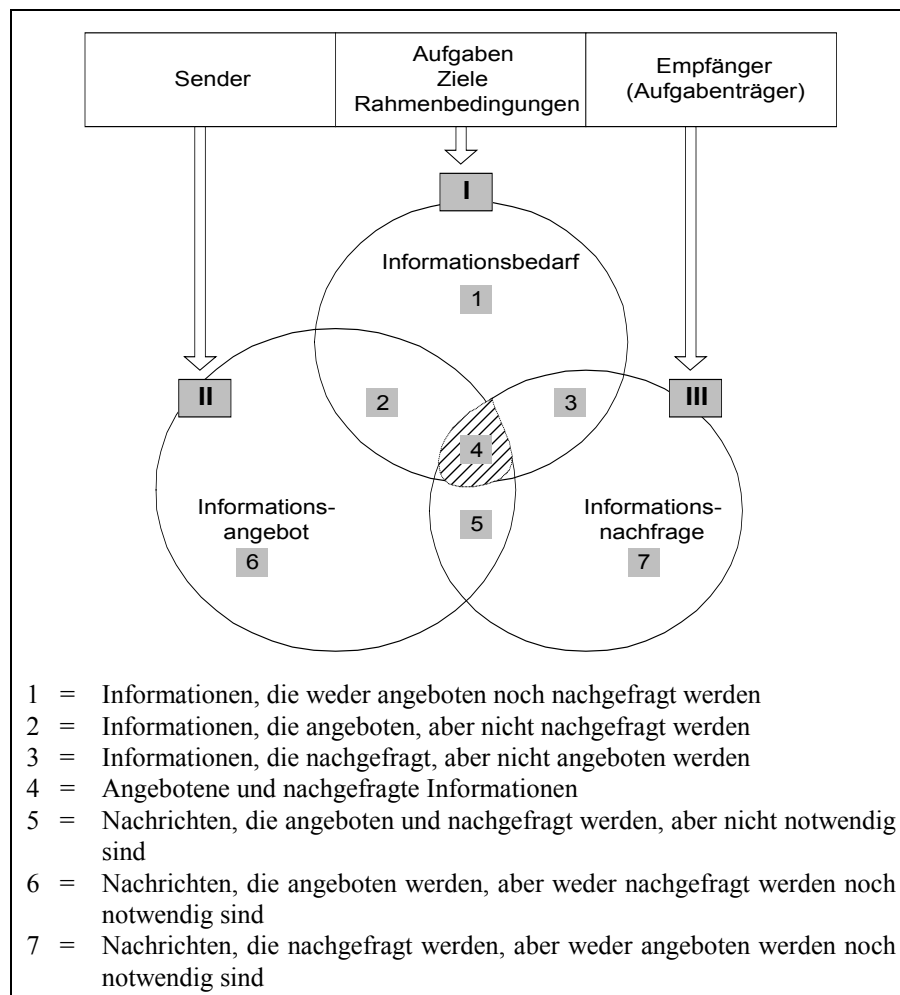 Sender
Aufgaben
Ziele
Rahmenbedingungen
Empfänger
(Aufgabenträger)
I
Informationsbedarf
1
II
2
3
III
4
Informations-
angebot
6
5
Informations-
nachfrage
7
1 = Informationen, die weder angeboten noch nachgefragt werden
2 = Informationen, die angeboten, aber nicht nachgefragt werden
3 = Informationen, die nachgefragt, aber nicht angeboten werden
4 = Angebotene und nachgefragte Informationen
5 = Nachrichten, die angeboten und nachgefragt werden, aber nicht notwendig
sind
6 = Nachrichten, die angeboten werden, aber weder nachgefragt werden noch
notwendig sind
7 = Nachrichten, die nachgefragt werden, aber weder angeboten werden noch
notwendig sind